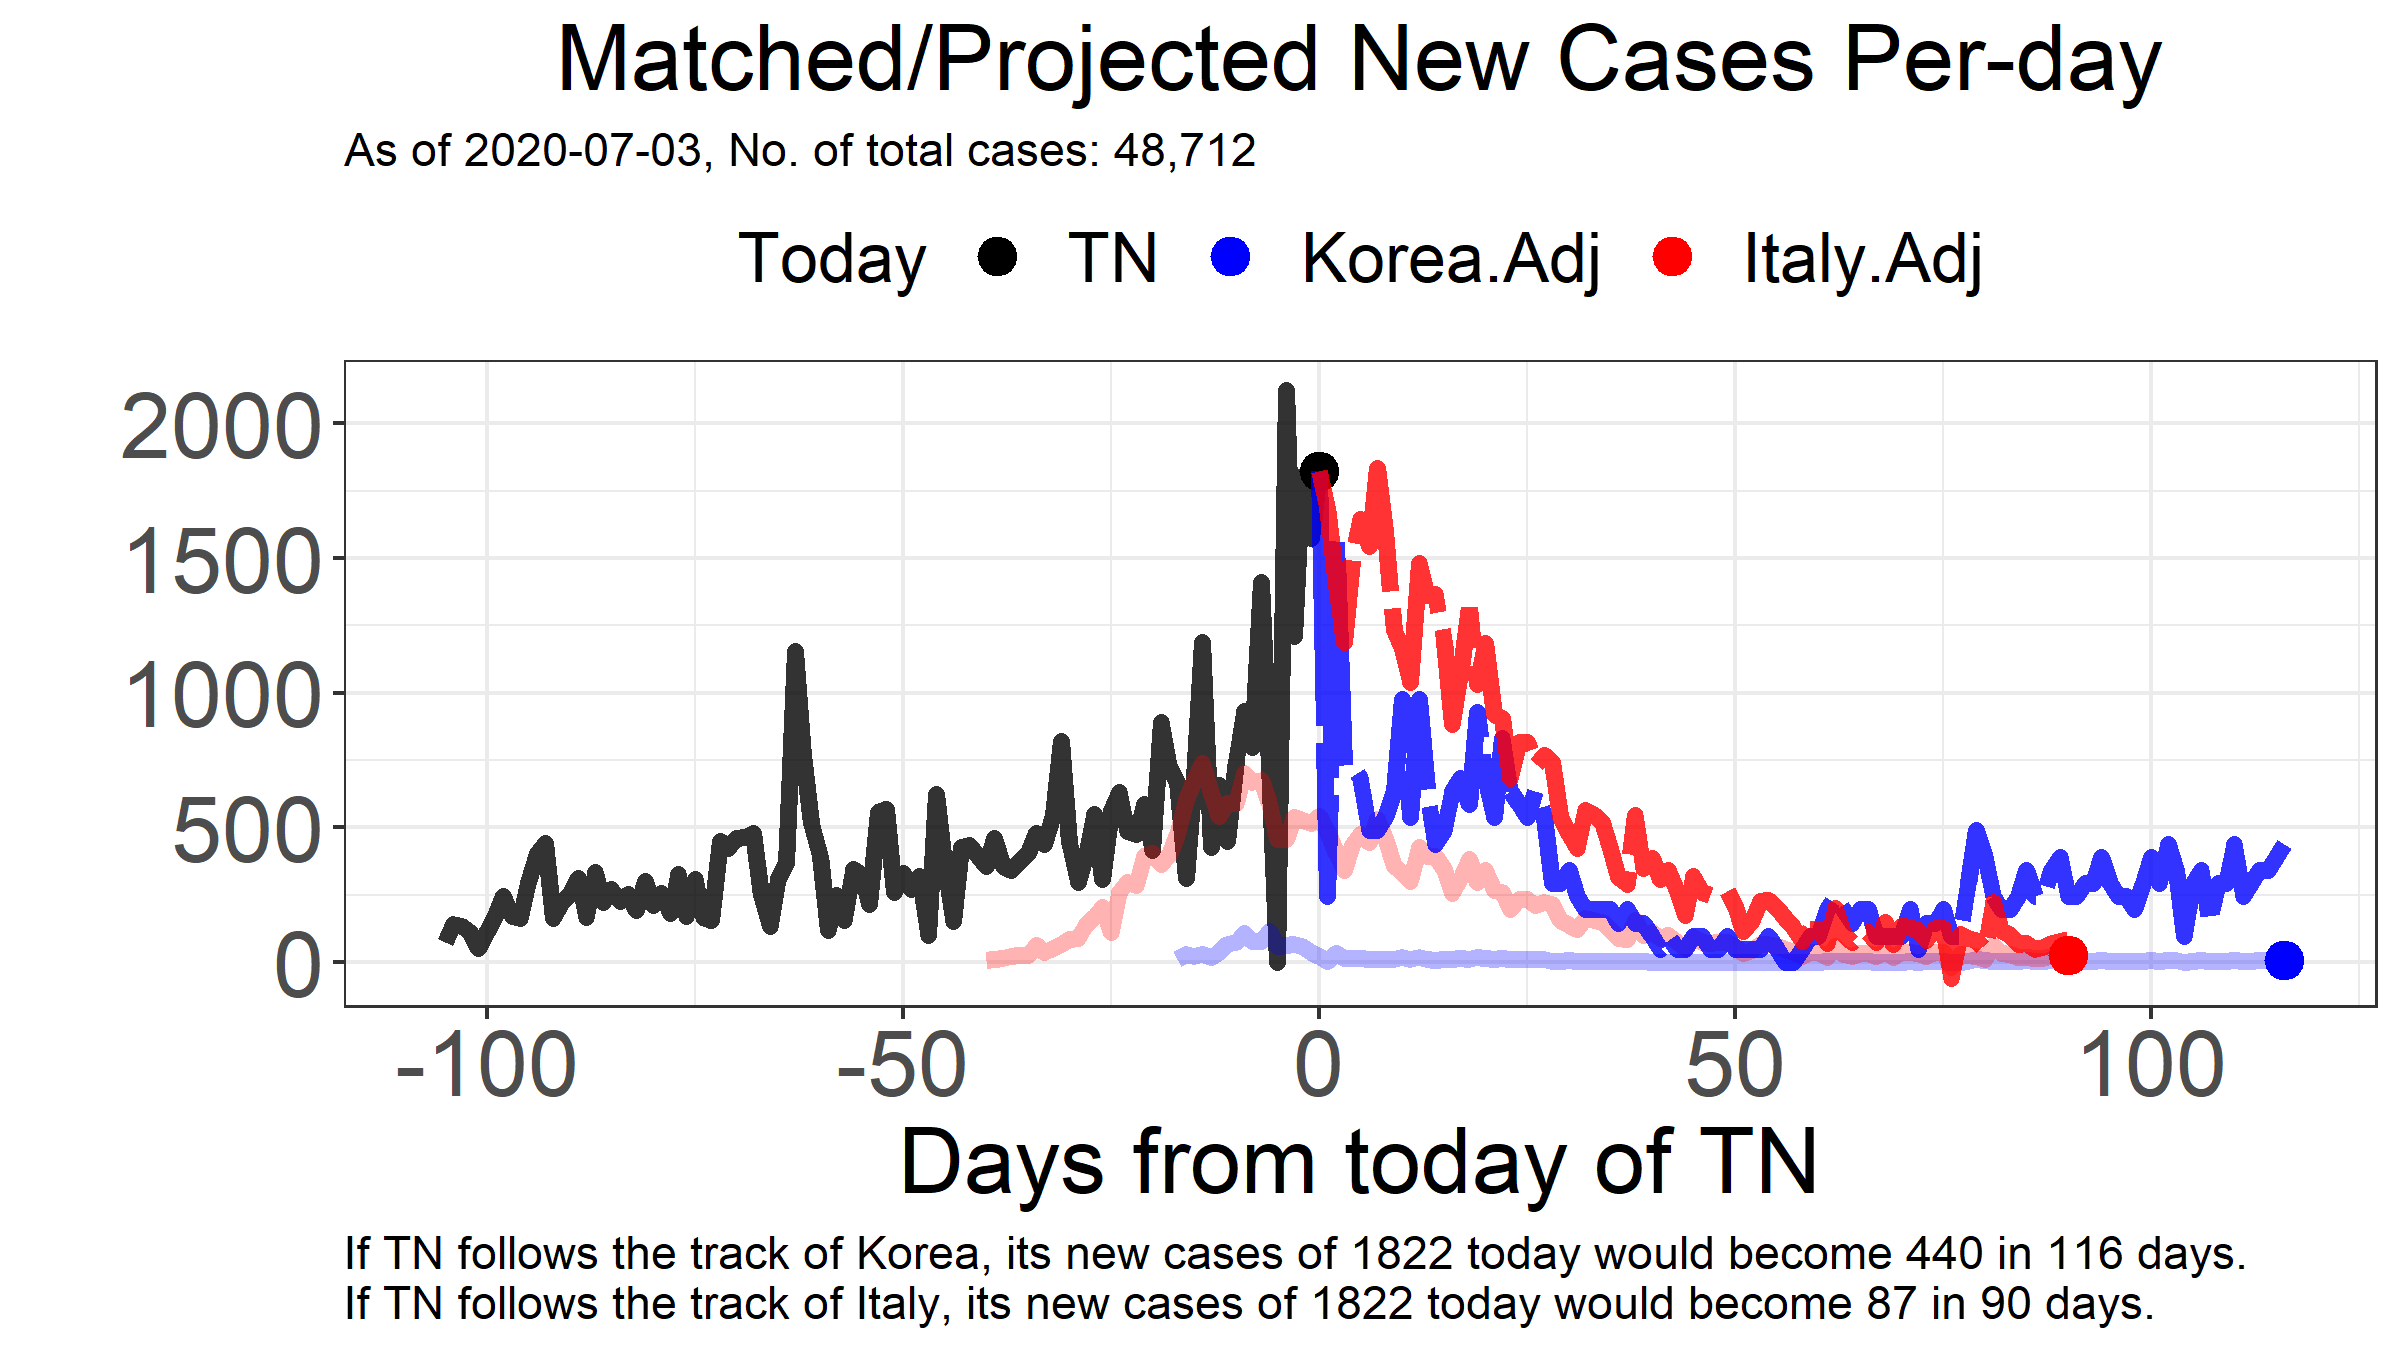 Matched/Projected New Cases Per-day
As of 2020-07-03, No. of total cases: 48,712
Today TN Korea.Adj Italy.Adj
2000
1500
1000
500
0
-100 -50 0 50 100
Days from today of TN
If TN follows the track of Korea, its new cases of 1822 today would become 440 in 116 days.
If TN follows the track of Italy, its new cases of 1822 today would become 87 in 90 days.